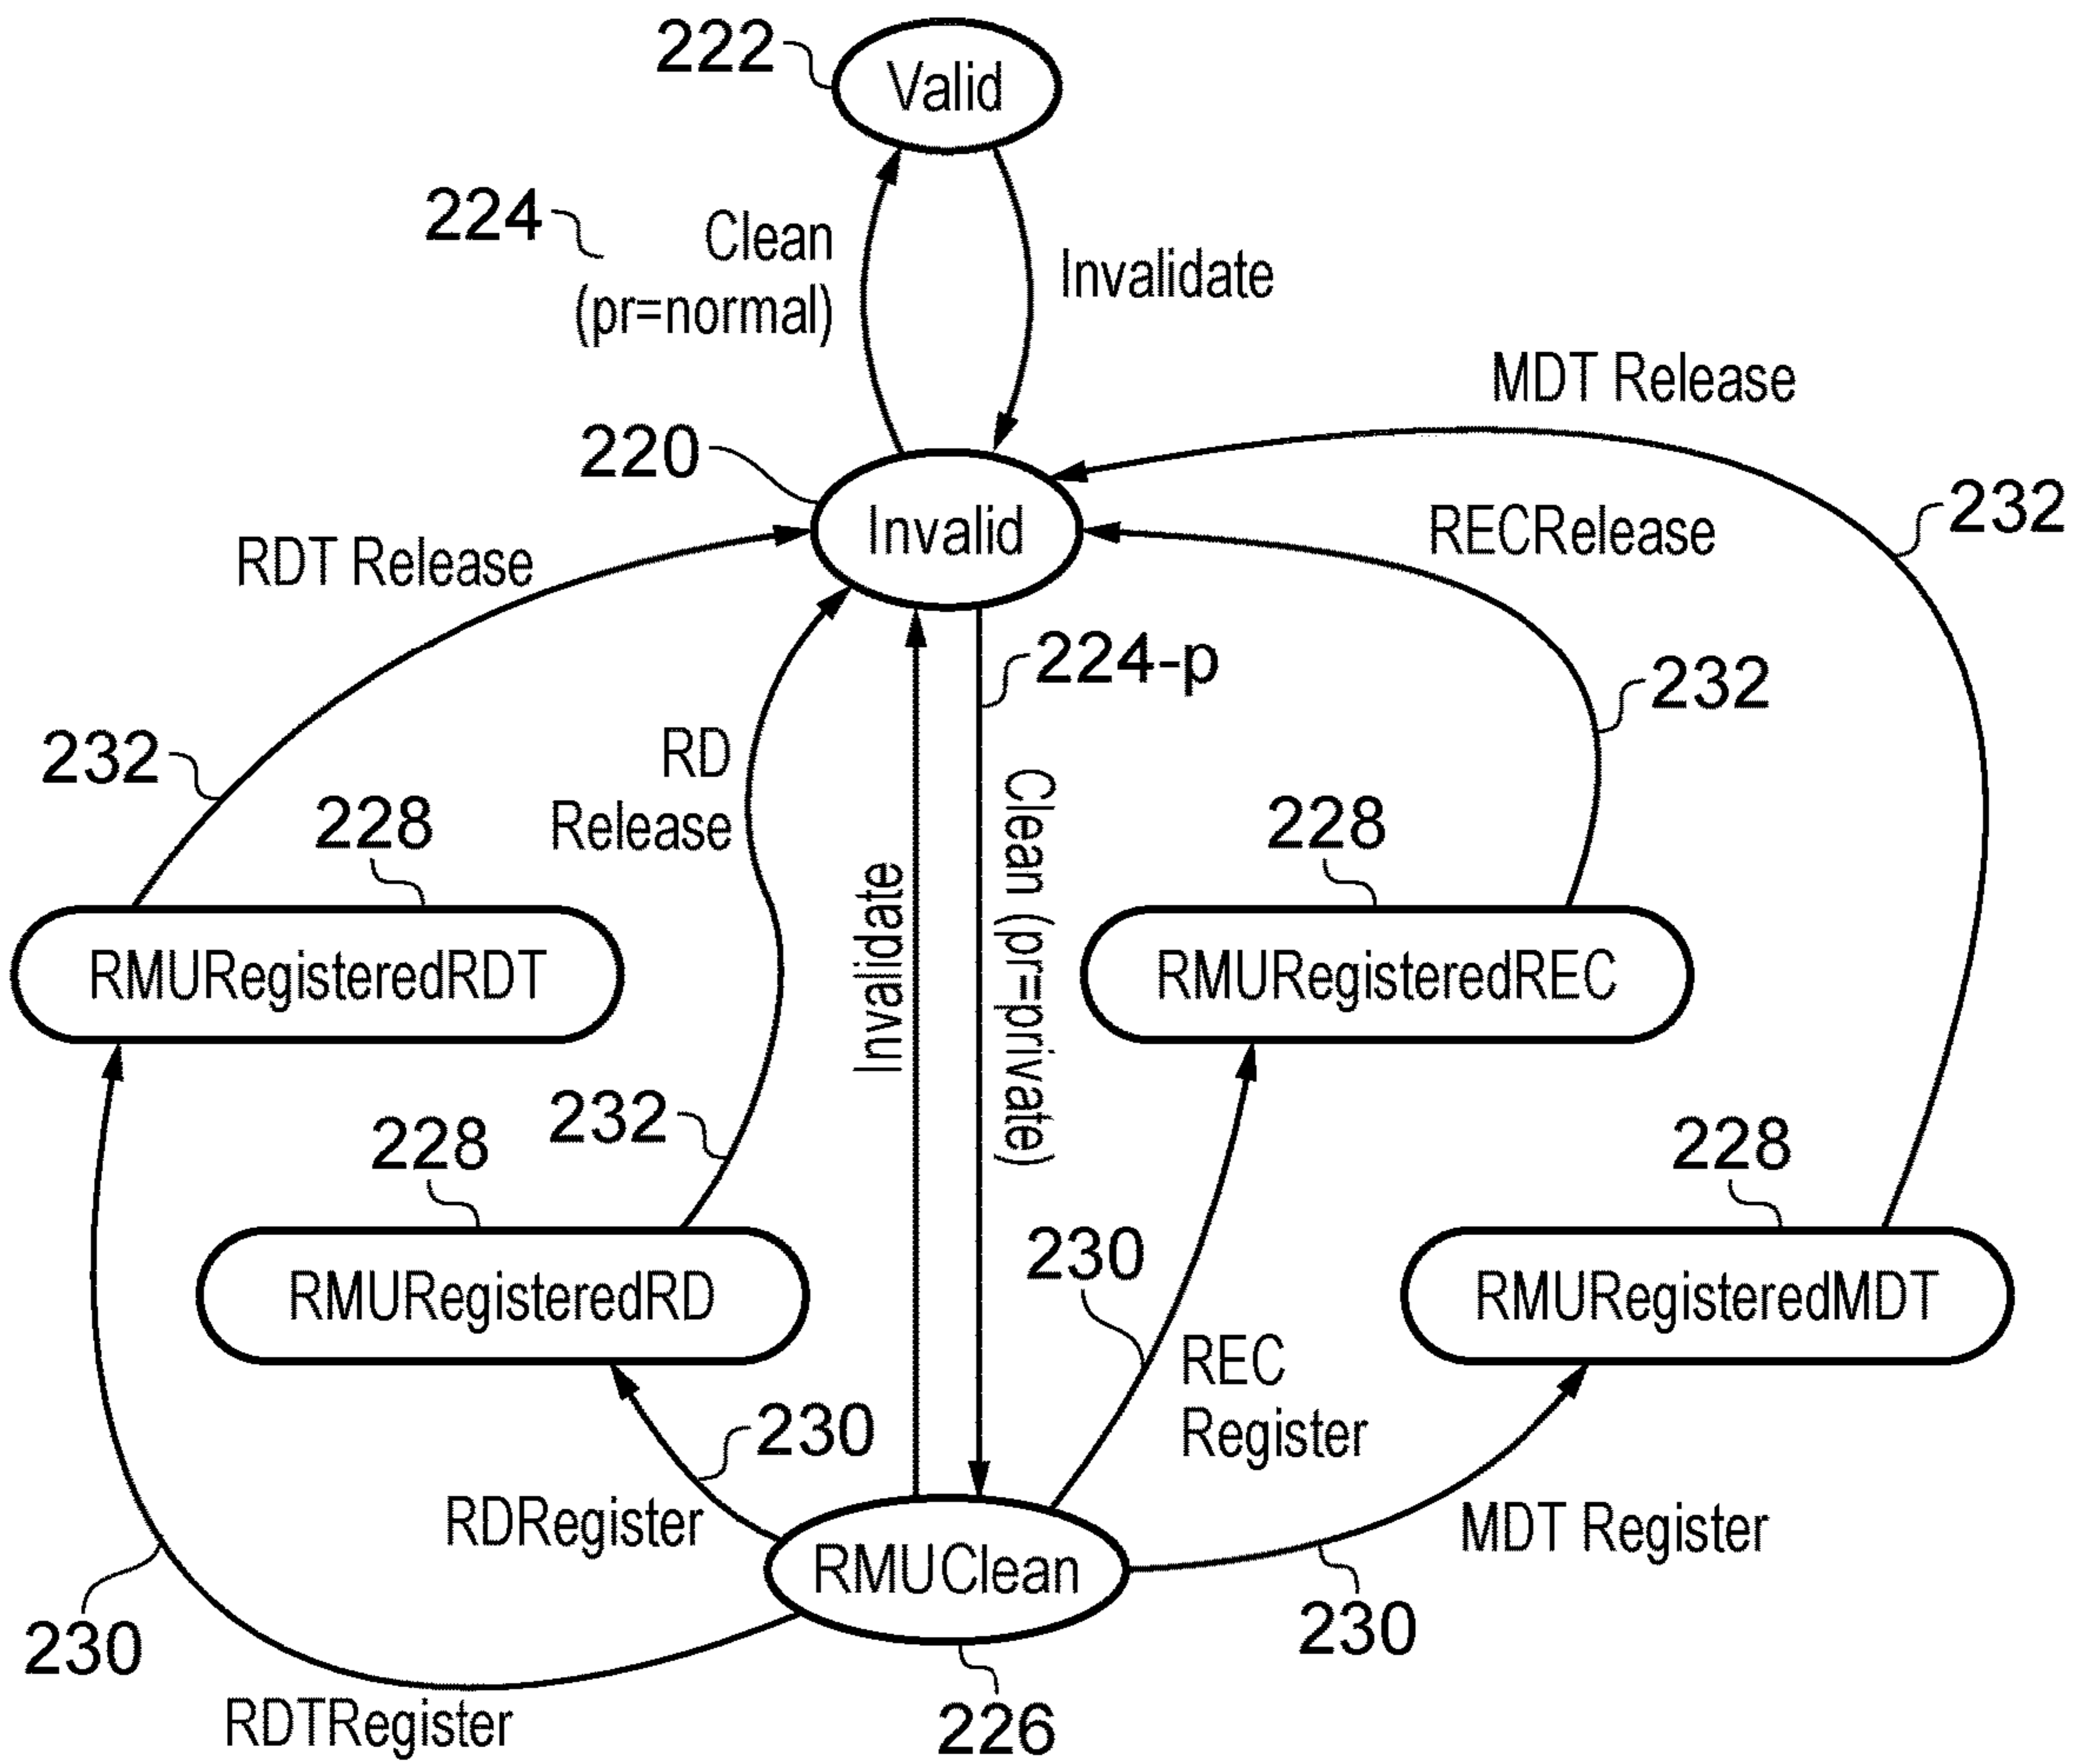 222
Valid
224
Clean
(pr=normal)
Invalidate
MDT Release
220
Invalid
RECRelease
232
RDT Release
224-p
232
RD
Release
232
228
228
Invalidate
Clean (pr=private)
RMURegisteredRDT
RMURegisteredREC
228
232
228
230
RMURegisteredRD
RMURegisteredMDT
REC
Register
230
RDRegister
MDT Register
RMUClean
230
230
RDTRegister
226